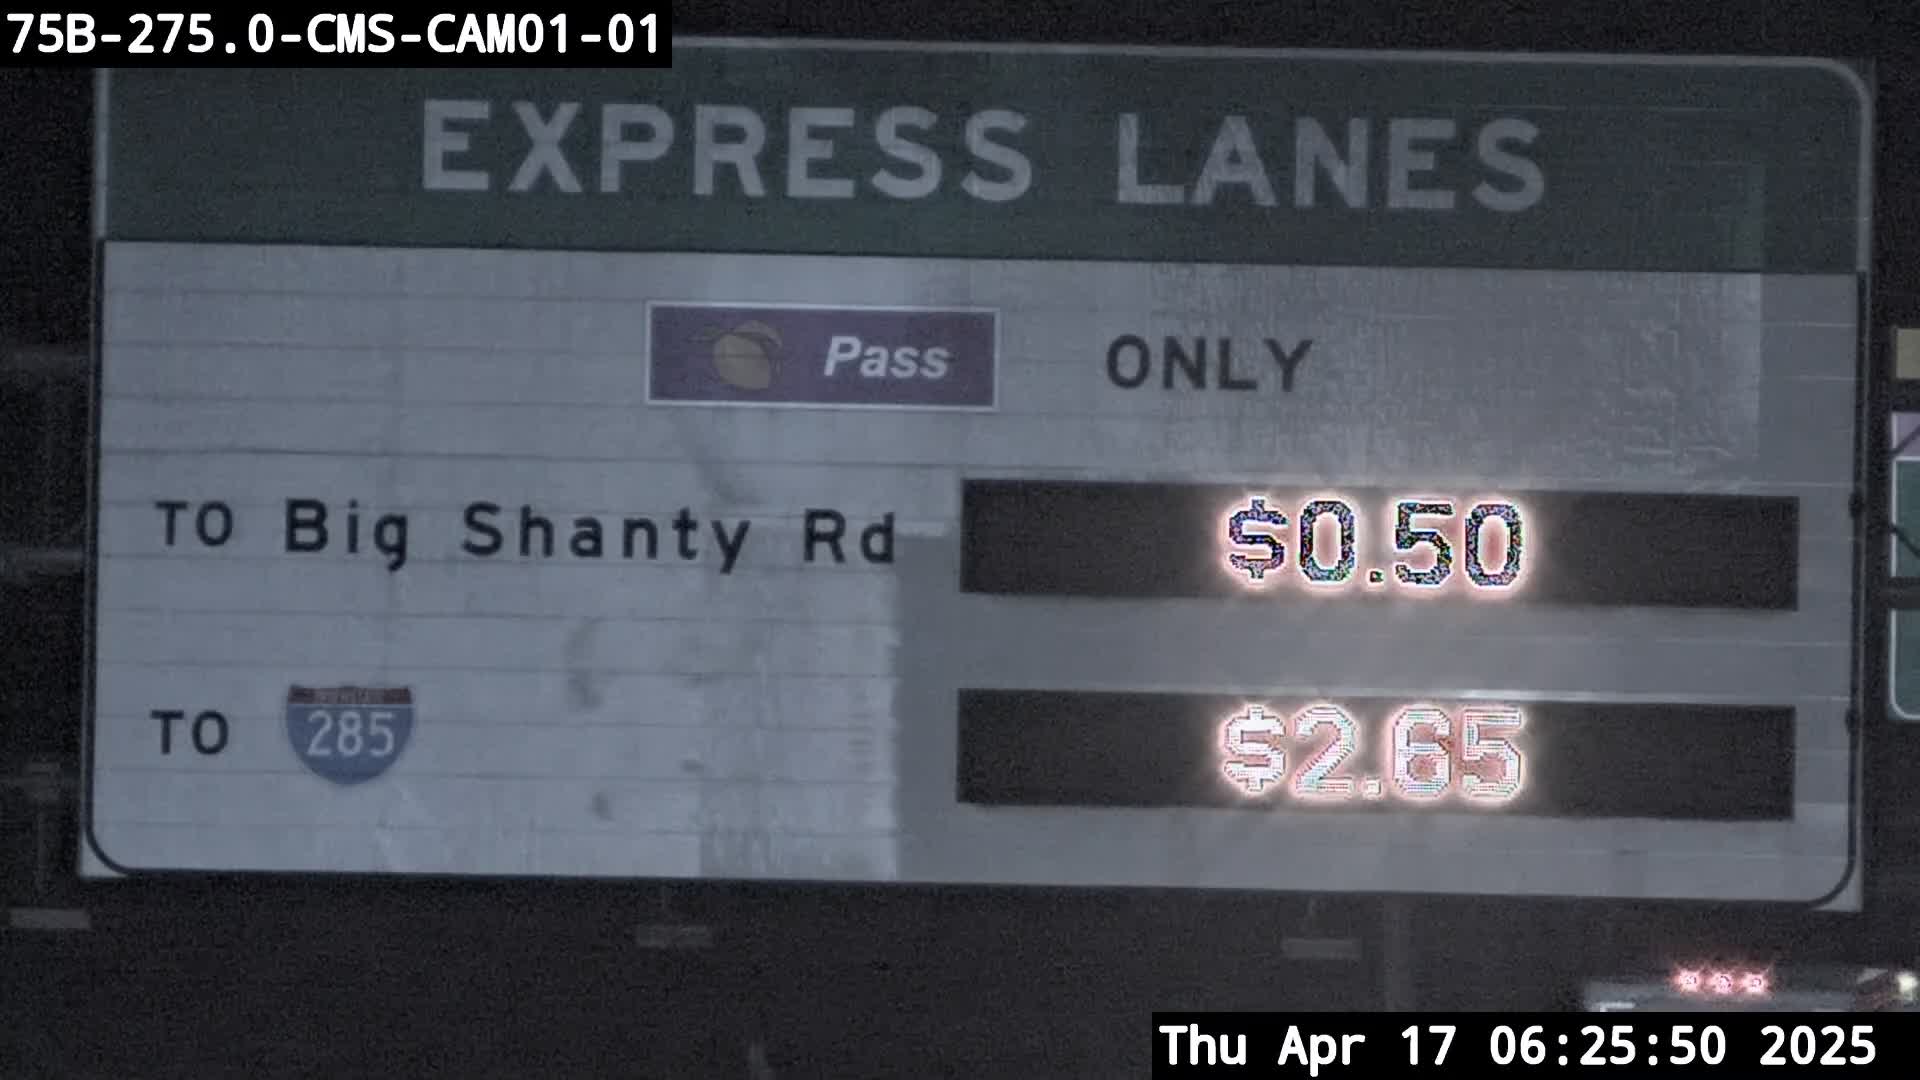 75B-275.0-CMS-CAM01-01
EXPRESS LANES
Pass ONLY
TO Big Shanty Rd $0.50
TO 285 $2.65
Thu Apr 17 06:25:50 2025